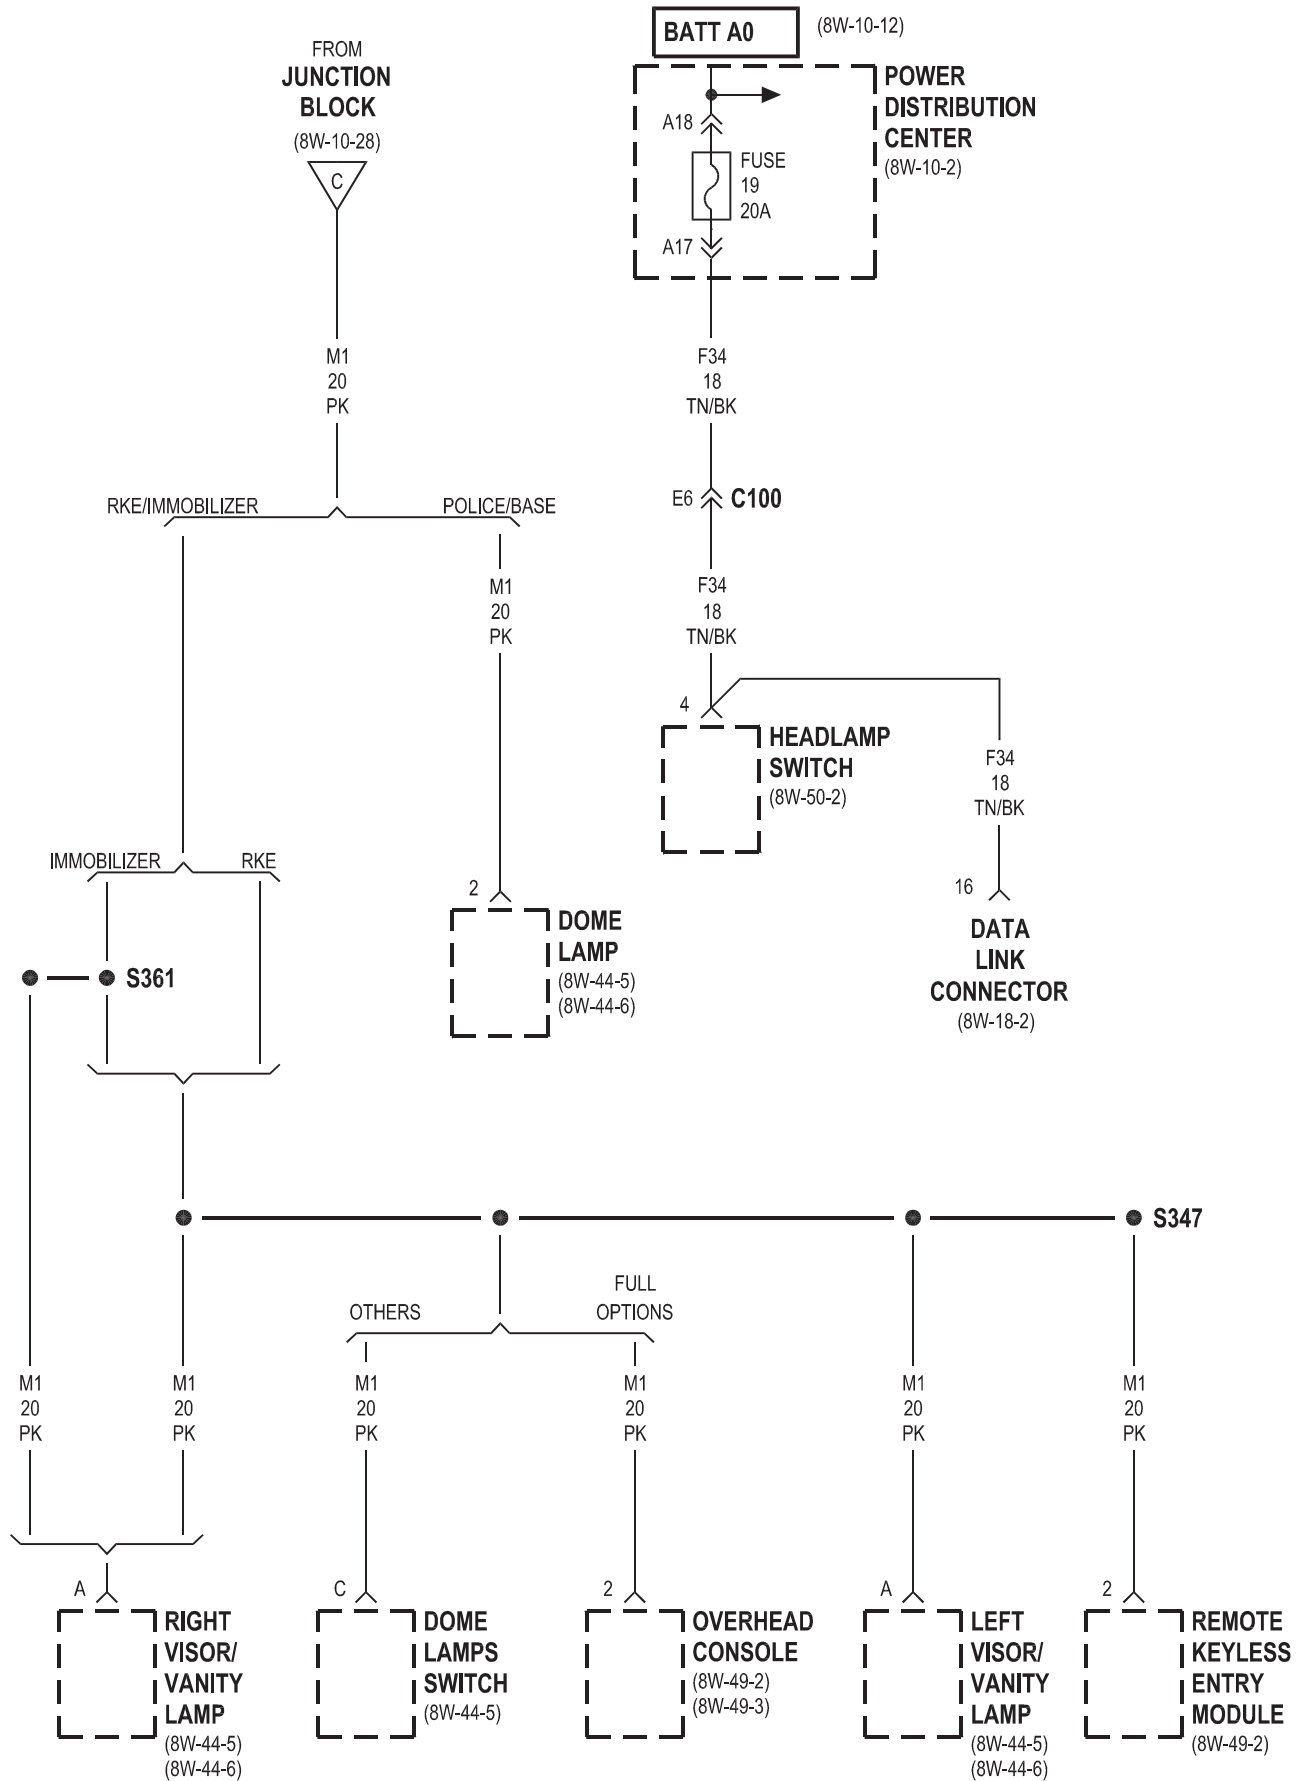 BATT A0
(8W-10-12)
FROM
JUNCTION
BLOCK
(8W-10-28)
C
POWER
DISTRIBUTION
CENTER
(8W-10-2)
A18
FUSE
19
20A
A17
M1
20
PK
F34
18
TN/BK
E6
C100
RKE/IMMOBILIZER
POLICE/BASE
M1
20
PK
F34
18
TN/BK
4
HEADLAMP
SWITCH
(8W-50-2)
F34
18
TN/BK
IMMOBILIZER
RKE
2
DOME
LAMP
(8W-44-5)
(8W-44-6)
16
DATA
LINK
CONNECTOR
(8W-18-2)
S361
S347
OTHERS
FULL
OPTIONS
M1
20
PK
M1
20
PK
M1
20
PK
M1
20
PK
M1
20
PK
M1
20
PK
A
RIGHT
VISOR/
VANITY
LAMP
(8W-44-5)
(8W-44-6)
C
DOME
LAMPS
SWITCH
(8W-44-5)
2
OVERHEAD
CONSOLE
(8W-49-2)
(8W-49-3)
A
LEFT
VISOR/
VANITY
LAMP
(8W-44-5)
(8W-44-6)
2
REMOTE
KEYLESS
ENTRY
MODULE
(8W-49-2)